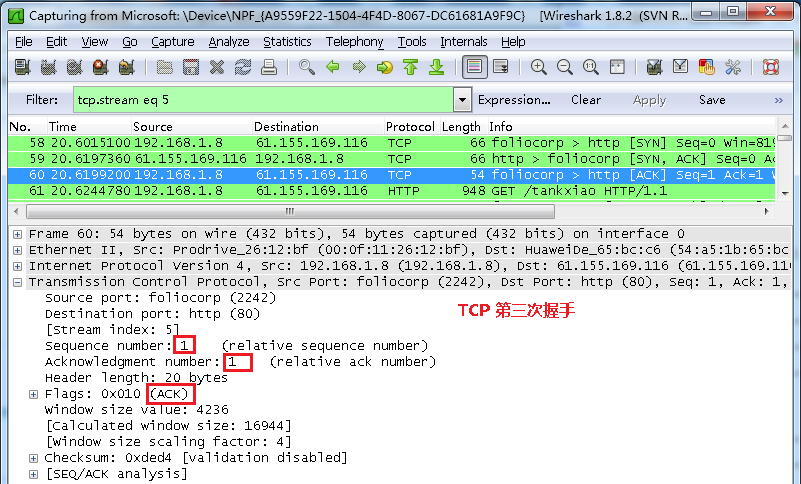 Capturing from Microsoft: \Device\NPF_{A9559F22-1504-4F4D-8067-DC61681A9F9C} [Wireshark 1.8.2 (SVN R...
File Edit View Go Capture Analyze Statistics Telephony Tools Internals Help
Filter: tcp.stream eq 5 Expression... Clear Apply Save »
No. Time Source Destination Protocol Length Info
58 20.6015100 192.168.1.8 61.155.169.116 TCP 66 foliocorp > http [SYN] Seq=0 Win=819
59 20.6197360 61.155.169.116 192.168.1.8 TCP 66 http > foliocorp [SYN, ACK] Seq=0 Ac
60 20.6199200 192.168.1.8 61.155.169.116 TCP 54 foliocorp > http [ACK] Seq=1 Ack=1 W
61 20.6244780 192.168.1.8 61.155.169.116 HTTP 948 GET /tankxiao HTTP/1.1
Frame 60: 54 bytes on wire (432 bits), 54 bytes captured (432 bits) on interface 0
Ethernet II, Src: Prodrive_26:12:bf (00:0f:11:26:12:bf), Dst: HuaweiDe_65:bc:c6 (54:a5:1b:65:bc
Internet Protocol Version 4, Src: 192.168.1.8 (192.168.1.8), Dst: 61.155.169.116 (61.155.169.11
Transmission Control Protocol, Src Port: foliocorp (2242), Dst Port: http (80), Seq: 1, Ack: 1,
Source port: foliocorp (2242)
Destination port: http (80)
TCP 第三次握手
[Stream index: 5]
Sequence number: 1 (relative sequence number)
Acknowledgment number: 1 (relative ack number)
Header length: 20 bytes
Flags: 0x010 (ACK)
Window size value: 4236
[Calculated window size: 16944]
[Window size scaling factor: 4]
Checksum: 0xded4 [validation disabled]
[SEQ/ACK analysis]